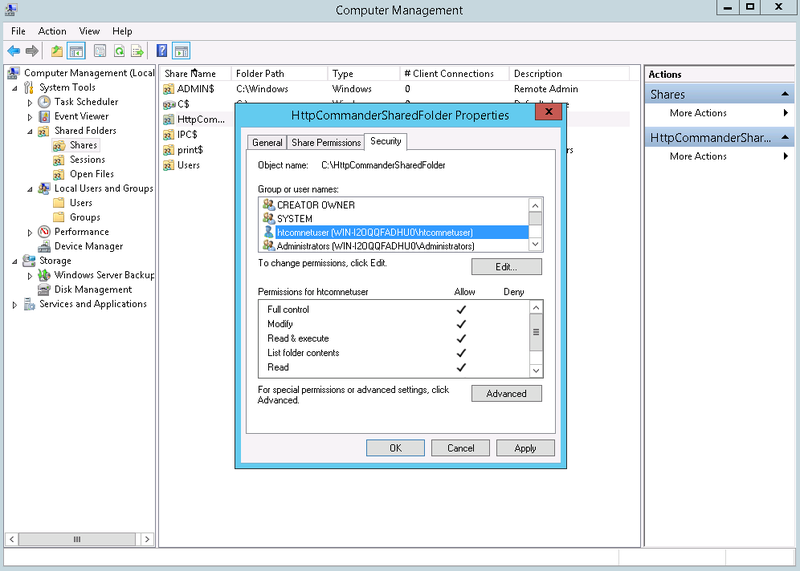 Computer Management
File Action View Help
Computer Management (Local
System Tools
Task Scheduler
Event Viewer
Shared Folders
Shares
Sessions
Open Files
Local Users and Groups
Users
Groups
Performance
Device Manager
Storage
Windows Server Backup
Disk Management
Services and Applications
Share Name Folder Path Type # Client Connections Description
ADMIN$ C:\Windows Windows 0 Remote Admin
C$
HttpCom...
IPC$
print$
Users
Actions
Shares
More Actions
HttpCommanderShar...
More Actions
HttpCommanderSharedFolder Properties
General Share Permissions Security
Object name: C:\HttpCommanderSharedFolder
Group or user names:
CREATOR OWNER
SYSTEM
htcomnetuser (WIN-I2OQQFADHU0\htcomnetuser)
Administrators (WIN-I2OQQFADHU0\Administrators)
To change permissions, click Edit.
Edit...
Permissions for htcomnetuser Allow Deny
Full control
Modify
Read & execute
List folder contents
Read
For special permissions or advanced settings, click
Advanced.
Advanced
OK Cancel Apply